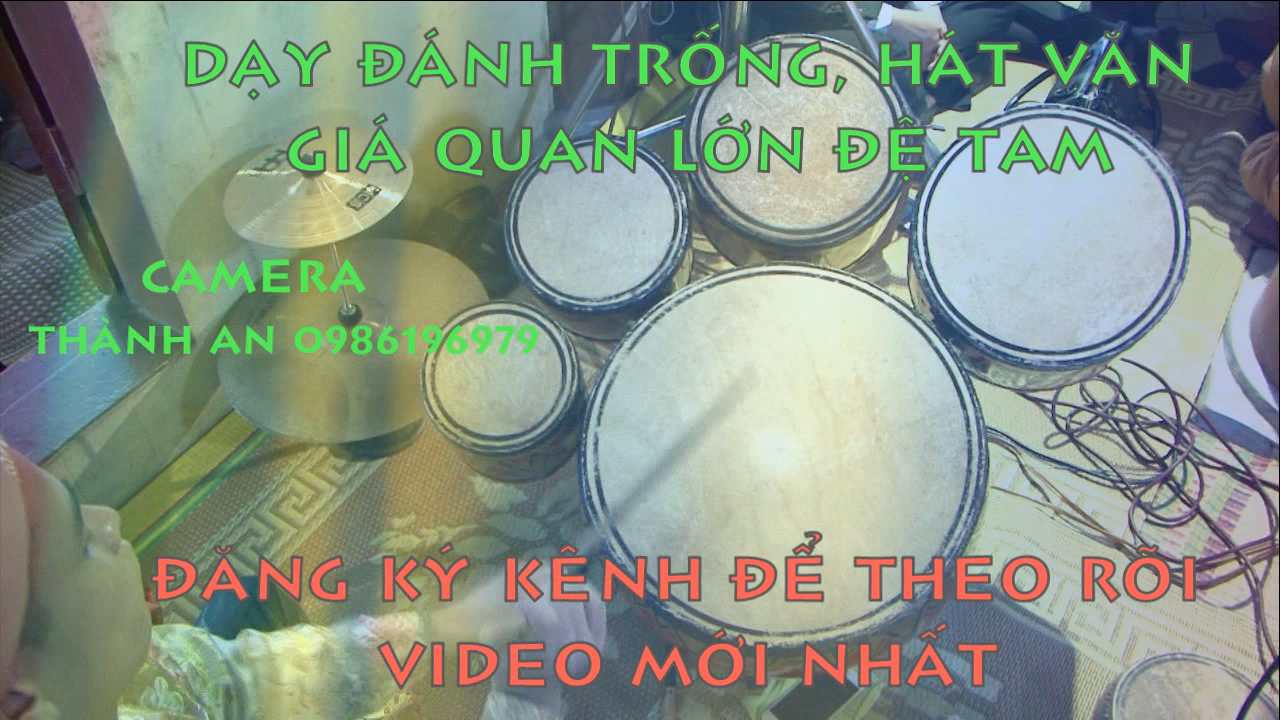 DẠY ĐÁNH TRỐNG, HÁT VĂN
GIÁ QUAN LỚN ĐỆ TAM
CAMERA
THÀNH AN 0986196979
ĐĂNG KÝ KÊNH ĐỂ THEO RÕI
VIDEO MỚI NHẤT